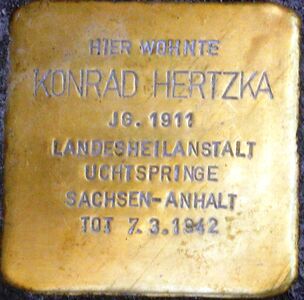 HIER WOHNTE
KONRAD HERTZKA
JG. 1911
LANDESHEILANSTALT
UCHTSPRINGE
SACHSEN-ANHALT
TOT 7.3.1942